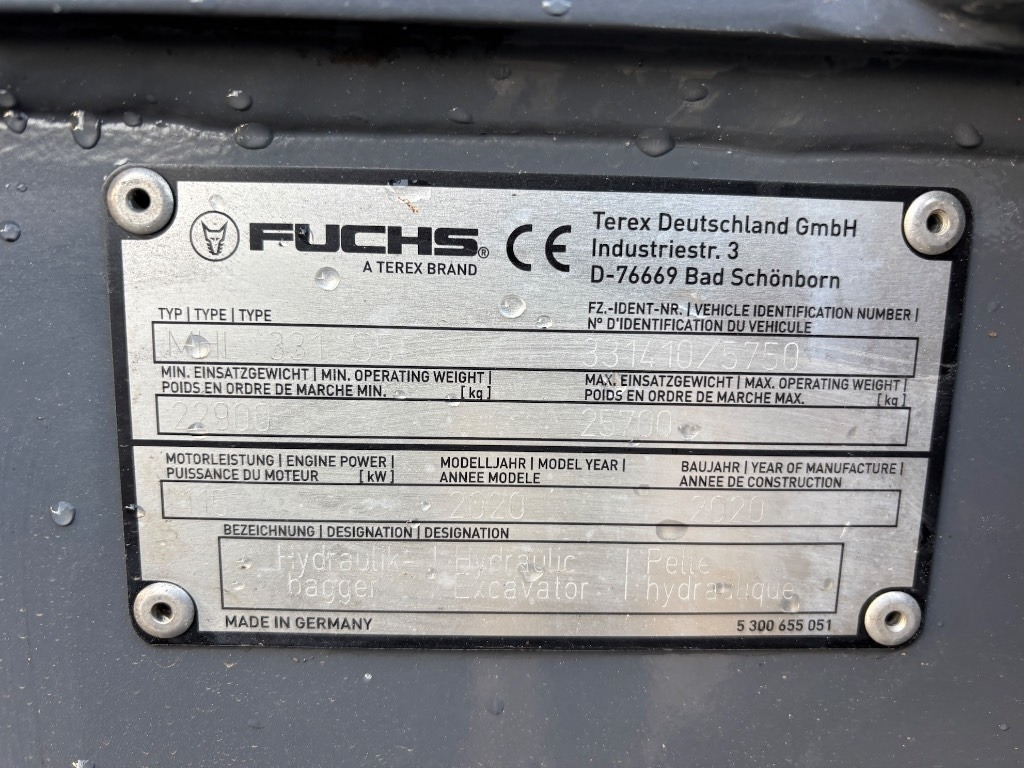 FUCHS®
A TEREX BRAND
CE
Terex Deutschland GmbH
Industriestr. 3
D-76669 Bad Schönborn
TYP | TYPE | TYPE
FZ.-IDENT-NR. | VEHICLE IDENTIFICATION NUMBER |
N° D'IDENTIFICATION DU VEHICULE
MHL 331410/5750
MIN. EINSATZGEWICHT | MIN. OPERATING WEIGHT |
POIDS EN ORDRE DE MARCHE MIN. [kg]
MAX. EINSATZGEWICHT | MAX. OPERATING WEIGHT |
POIDS EN ORDRE DE MARCHE MAX. [kg]
22900 25700
MOTORLEISTUNG | ENGINE POWER |
PUISSANCE DU MOTEUR [kW]
MODELLJAHR | MODEL YEAR |
ANNEE MODELE
BAUJAHR | YEAR OF MANUFACTURE |
ANNEE DE CONSTRUCTION
2020 2020
BEZEICHNUNG | DESIGNATION | DESIGNATION
Hydraulik- | Hydraulic | Pelle
bagger Excavator hydraulique
MADE IN GERMANY
5 300 655 051